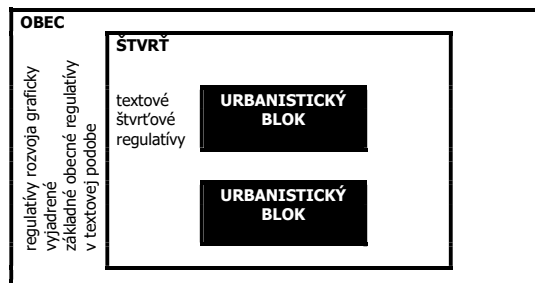 OBEC
ŠTVRŤ
regulatívy rozvoja graficky
vyjadrené
základné obecné regulatívy
v textovej podobe
textové
štvrťové
regulatívy
URBANISTICKÝ
BLOK
URBANISTICKÝ
BLOK